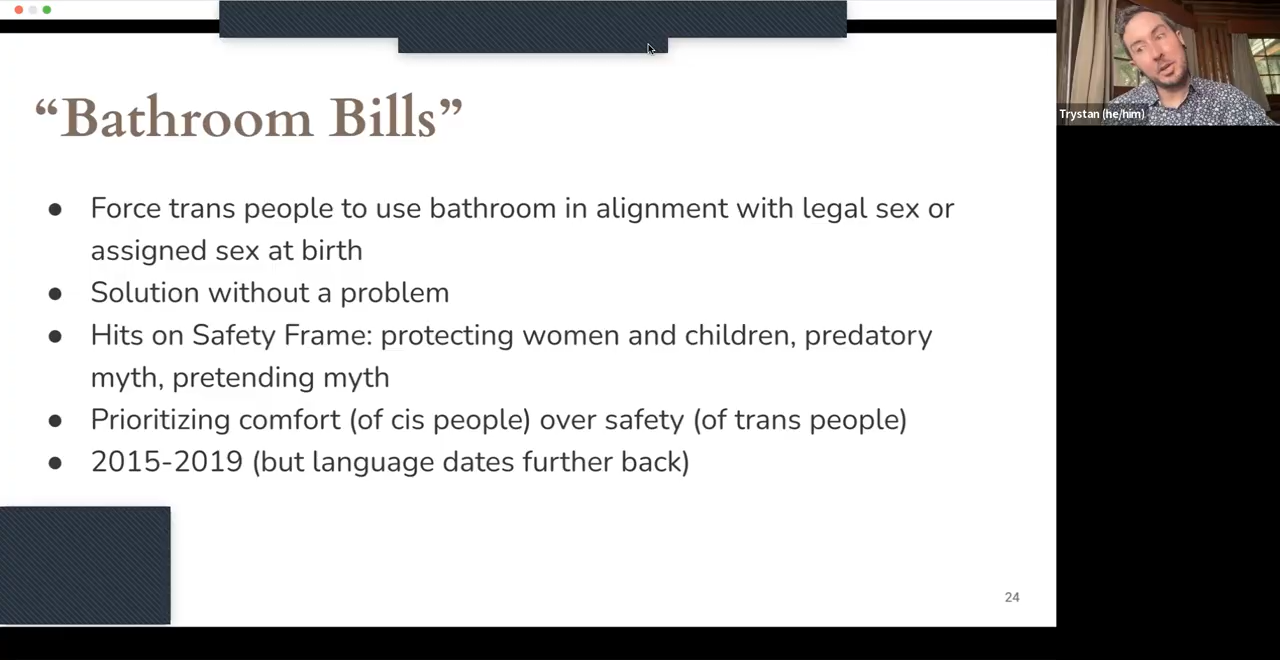 “Bathroom Bills”
● Force trans people to use bathroom in alignment with legal sex or
assigned sex at birth
● Solution without a problem
● Hits on Safety Frame: protecting women and children, predatory
myth, pretending myth
● Prioritizing comfort (of cis people) over safety (of trans people)
● 2015-2019 (but language dates further back)
24
Trystan (he/him)